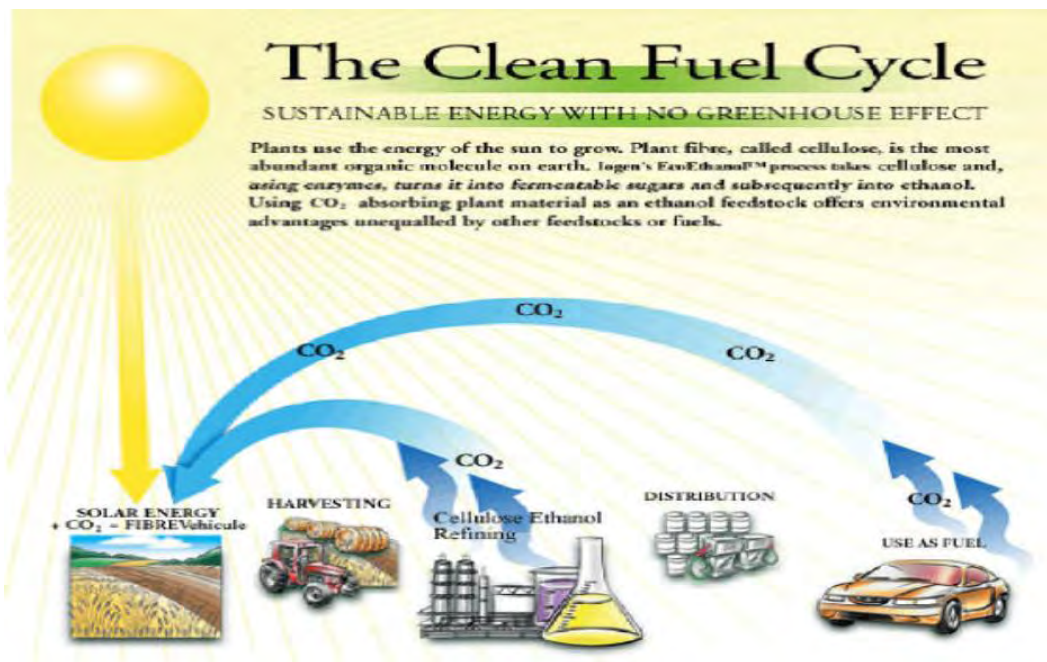 The Clean Fuel Cycle
SUSTAINABLE ENERGY WITH NO GREENHOUSE EFFECT
Plants use the energy of the sun to grow. Plant fibre, called cellulose, is the most
abundant organic molecule on earth. Iogen's EcoEthanol™ process takes cellulose and,
using enzymes, turns it into fermentable sugars and subsequently into ethanol.
Using CO₂ absorbing plant material as an ethanol feedstock offers environmental
advantages unequalled by other feedstocks or fuels.
CO₂
CO₂
CO₂
CO₂
CO₂
SOLAR ENERGY
+ CO₂ = FIBREVehicule
HARVESTING
Cellulose Ethanol
Refining
DISTRIBUTION
USE AS FUEL